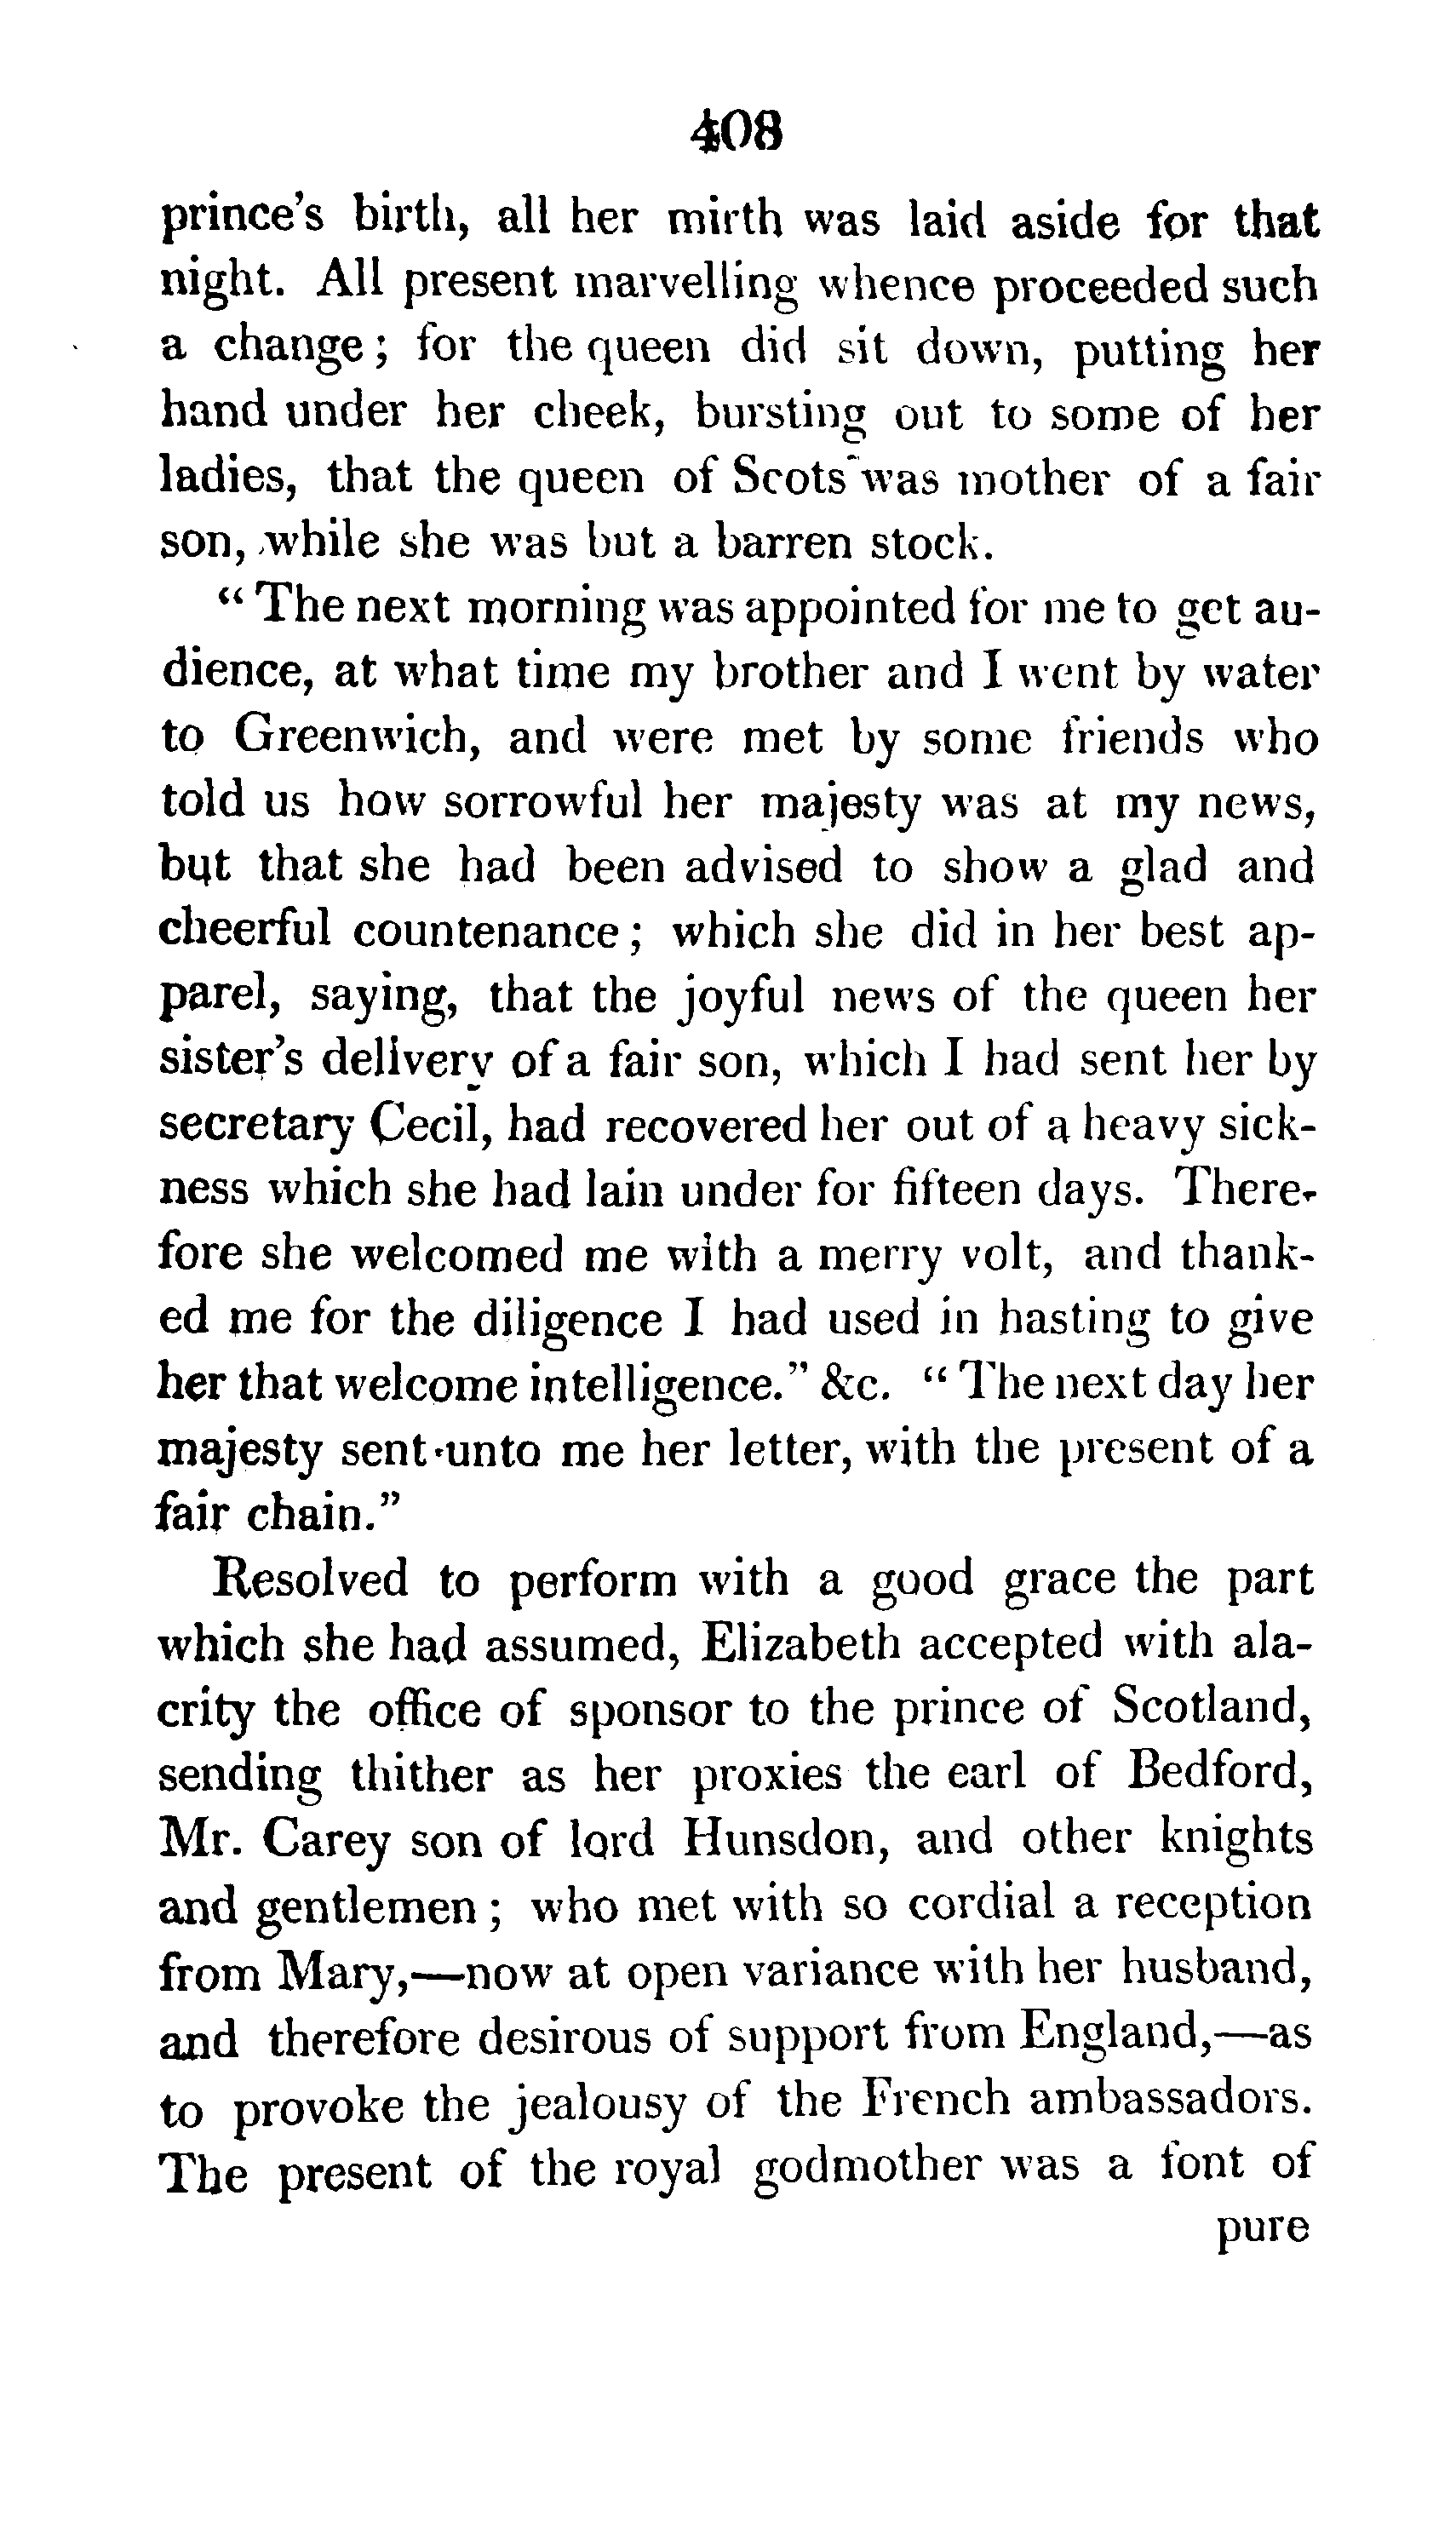 408
prince's birth, all her mirth was laid aside for that
night. All present marvelling whence proceeded such
a change; for the queen did sit down, putting her
hand under her cheek, bursting out to some of her
ladies, that the queen of Scots was mother of a fair
son, while she was but a barren stock.
"The next morning was appointed for me to get au-
dience, at what time my brother and I went by water
to Greenwich, and were met by some friends who
told us how sorrowful her majesty was at my news,
but that she had been advised to show a glad and
cheerful countenance; which she did in her best ap-
parel, saying, that the joyful news of the queen her
sister's delivery of a fair son, which I had sent her by
secretary Cecil, had recovered her out of a heavy sick-
ness which she had lain under for fifteen days. There-
fore she welcomed me with a merry volt, and thank-
ed me for the diligence I had used in hasting to give
her that welcome intelligence." &c. "The next day her
majesty sent unto me her letter, with the present of a
fair chain."
Resolved to perform with a good grace the part
which she had assumed, Elizabeth accepted with ala-
crity the office of sponsor to the prince of Scotland,
sending thither as her proxies the earl of Bedford,
Mr. Carey son of lord Hunsdon, and other knights
and gentlemen; who met with so cordial a reception
from Mary,—now at open variance with her husband,
and therefore desirous of support from England,—as
to provoke the jealousy of the French ambassadors.
The present of the royal godmother was a font of
pure